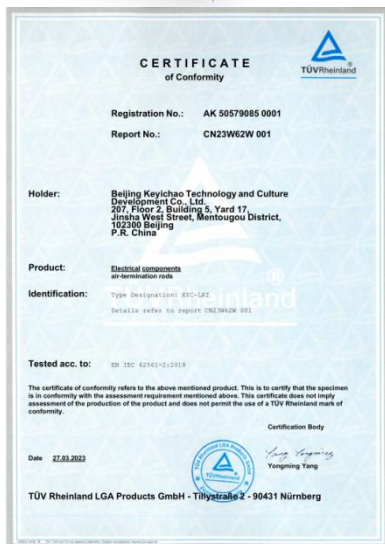 CERTIFICATE
of Conformity
TÜVRheinland
Registration No.: AK 50579085 0001
Report No.: CN23W62W 001
Holder: Beijing Keyichao Technology and Culture
Development Co., Ltd.
207, Floor 2, Building 5, Yard 17,
Jinsha West Street, Mentougou District,
102300 Beijing
P.R. China
Product: Electrical components
air-termination rods
Identification: Type Designation: KYC-LRT
Details refer to report CN23W62W 001
Tested acc. to: EN IEC 62561-2:2018
The certificate of conformity refers to the above mentioned product. This is to certify that the specimen
is in conformity with the assessment requirement mentioned above. This certificate does not imply
assessment of the production of the product and does not permit the use of a TÜV Rheinland mark of
conformity.
Certification Body
Date 27.03.2023
Yongming Yang
TÜV Rheinland LGA Products GmbH - Tillystraße 2 - 90431 Nürnberg